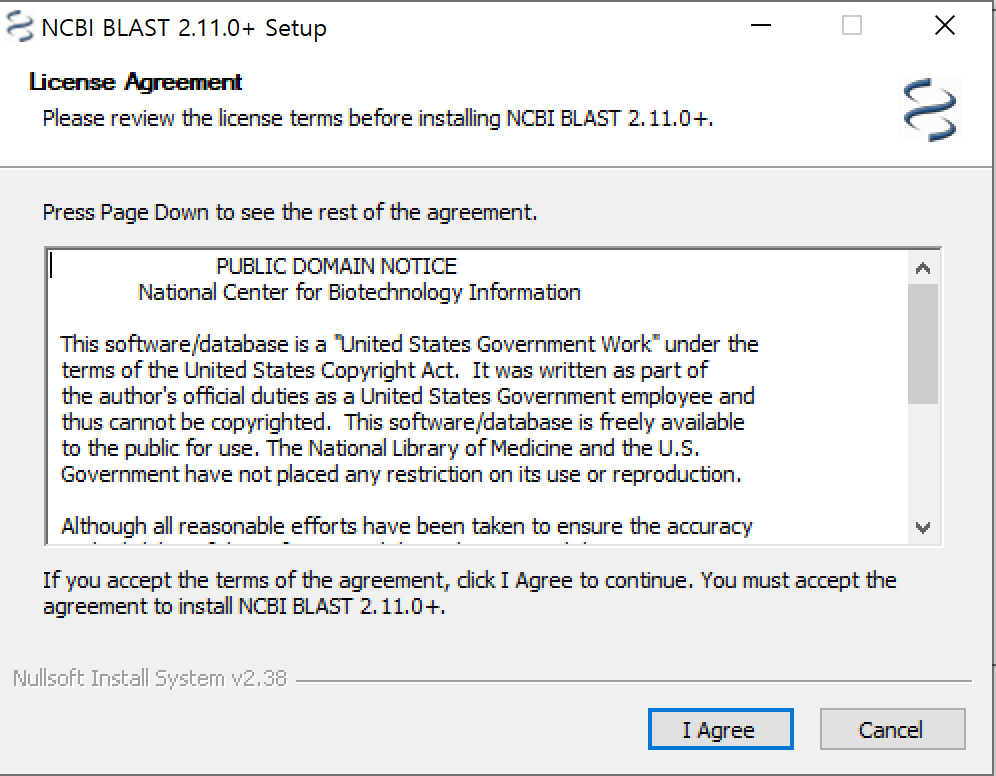 NCBI BLAST 2.11.0+ Setup
License Agreement
Please review the license terms before installing NCBI BLAST 2.11.0+.
Press Page Down to see the rest of the agreement.
PUBLIC DOMAIN NOTICE
National Center for Biotechnology Information
This software/database is a "United States Government Work" under the
terms of the United States Copyright Act.  It was written as part of
the author's official duties as a United States Government employee and
thus cannot be copyrighted.  This software/database is freely available
to the public for use. The National Library of Medicine and the U.S.
Government have not placed any restriction on its use or reproduction.
Although all reasonable efforts have been taken to ensure the accuracy
If you accept the terms of the agreement, click I Agree to continue. You must accept the
agreement to install NCBI BLAST 2.11.0+.
Nullsoft Install System v2.38
I Agree
Cancel